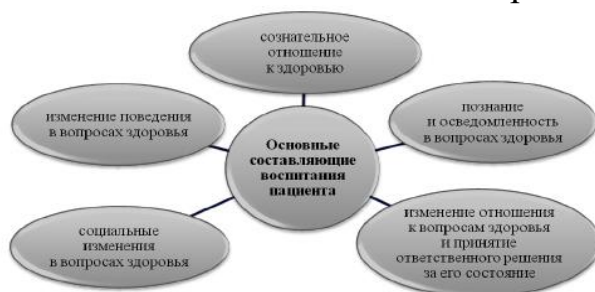 сознательное
отношение
к здоровью
изменение поведения
в вопросах здоровья
познание
и осведомленность
в вопросах здоровья
Основные
составляющие
воспитания
пациента
социальные
изменения
в вопросах здоровья
изменение отношения
к вопросам здоровья
и принятие
ответственного решения
за его состояние